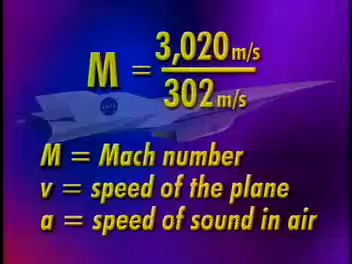 M = 3,020 m/s
302 m/s
M = Mach number
v = speed of the plane
a = speed of sound in air